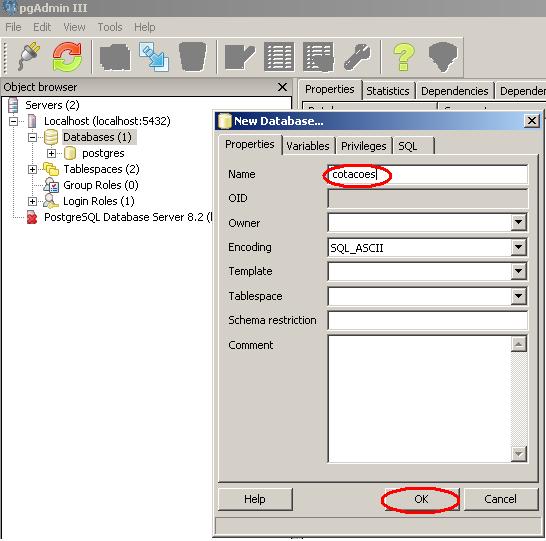 pgAdmin III
File Edit View Tools Help
Object browser
Properties Statistics Dependencies Depender
Servers (2)
Localhost (localhost:5432)
Databases (1)
postgres
Tablespaces (2)
Group Roles (0)
Login Roles (1)
PostgreSQL Database Server 8.2 (l
New Database...
Properties Variables Privileges SQL
Name cotacoes
OID
Owner
Encoding SQL_ASCII
Template
Tablespace
Schema restriction
Comment
Help OK Cancel